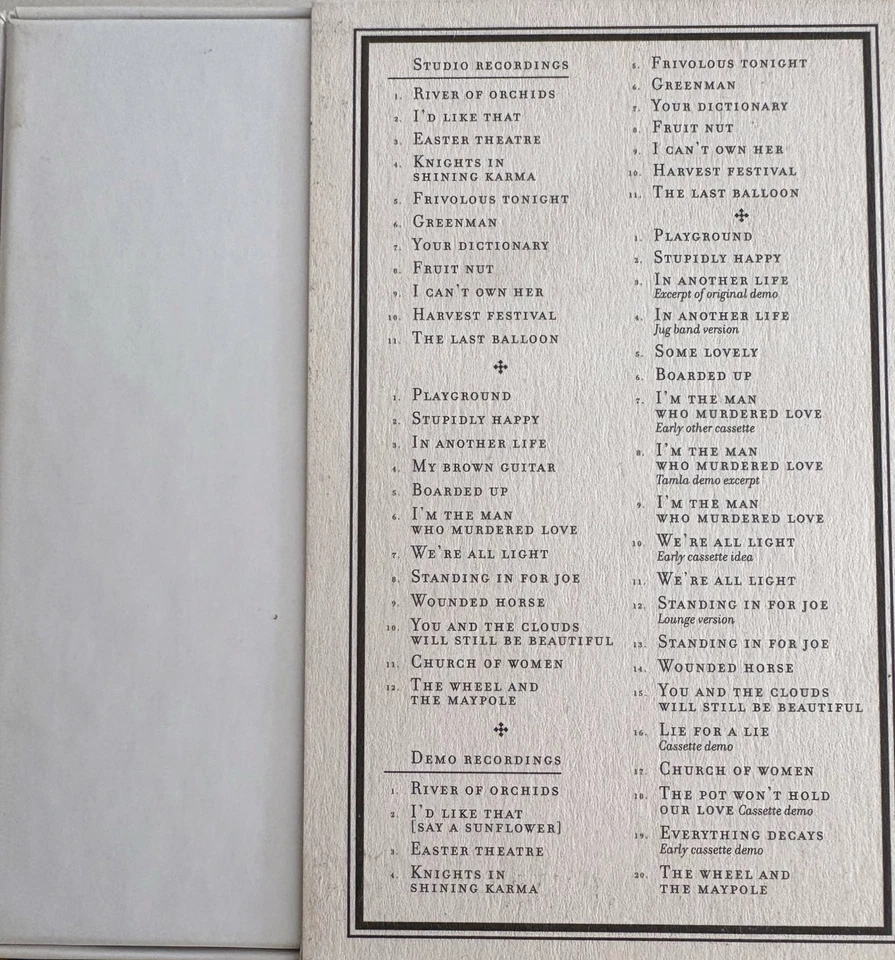 STUDIO RECORDINGS
1. RIVER OF ORCHIDS
2. I'D LIKE THAT
3. EASTER THEATRE
4. KNIGHTS IN
SHINING KARMA
5. FRIVOLOUS TONIGHT
6. GREENMAN
7. YOUR DICTIONARY
8. FRUIT NUT
9. I CAN'T OWN HER
10. HARVEST FESTIVAL
11. THE LAST BALLOON
1. PLAYGROUND
2. STUPIDLY HAPPY
3. IN ANOTHER LIFE
4. MY BROWN GUITAR
5. BOARDED UP
6. I'M THE MAN
WHO MURDERED LOVE
7. WE'RE ALL LIGHT
8. STANDING IN FOR JOE
9. WOUNDED HORSE
10. YOU AND THE CLOUDS
WILL STILL BE BEAUTIFUL
11. CHURCH OF WOMEN
12. THE WHEEL AND
THE MAYPOLE
DEMO RECORDINGS
1. RIVER OF ORCHIDS
2. I'D LIKE THAT
[SAY A SUNFLOWER]
3. EASTER THEATRE
4. KNIGHTS IN
SHINING KARMA
5. FRIVOLOUS TONIGHT
6. GREENMAN
7. YOUR DICTIONARY
8. FRUIT NUT
9. I CAN'T OWN HER
10. HARVEST FESTIVAL
11. THE LAST BALLOON
1. PLAYGROUND
2. STUPIDLY HAPPY
3. IN ANOTHER LIFE
Excerpt of original demo
4. IN ANOTHER LIFE
Jug band version
5. SOME LOVELY
6. BOARDED UP
7. I'M THE MAN
WHO MURDERED LOVE
Early other cassette
8. I'M THE MAN
WHO MURDERED LOVE
Tamla demo excerpt
9. I'M THE MAN
WHO MURDERED LOVE
10. WE'RE ALL LIGHT
Early cassette idea
11. WE'RE ALL LIGHT
12. STANDING IN FOR JOE
Lounge version
13. STANDING IN FOR JOE
14. WOUNDED HORSE
15. YOU AND THE CLOUDS
WILL STILL BE BEAUTIFUL
16. LIE FOR A LIE
Cassette demo
17. CHURCH OF WOMEN
18. THE POT WON'T HOLD
OUR LOVE Cassette demo
19. EVERYTHING DECAYS
Early cassette demo
20. THE WHEEL AND
THE MAYPOLE